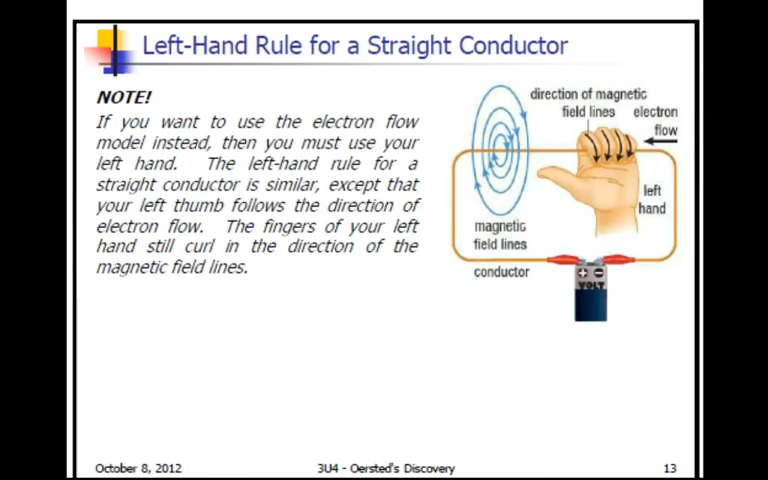 Left-Hand Rule for a Straight Conductor
NOTE!
If you want to use the electron flow
model instead, then you must use your
left hand. The left-hand rule for a
straight conductor is similar, except that
your left thumb follows the direction of
electron flow. The fingers of your left
hand still curl in the direction of the
magnetic field lines.
direction of magnetic
field lines
electron
flow
left
hand
magnetic
field lines
conductor
+ −
VOLT
October 8, 2012
3U4 - Oersted's Discovery
13